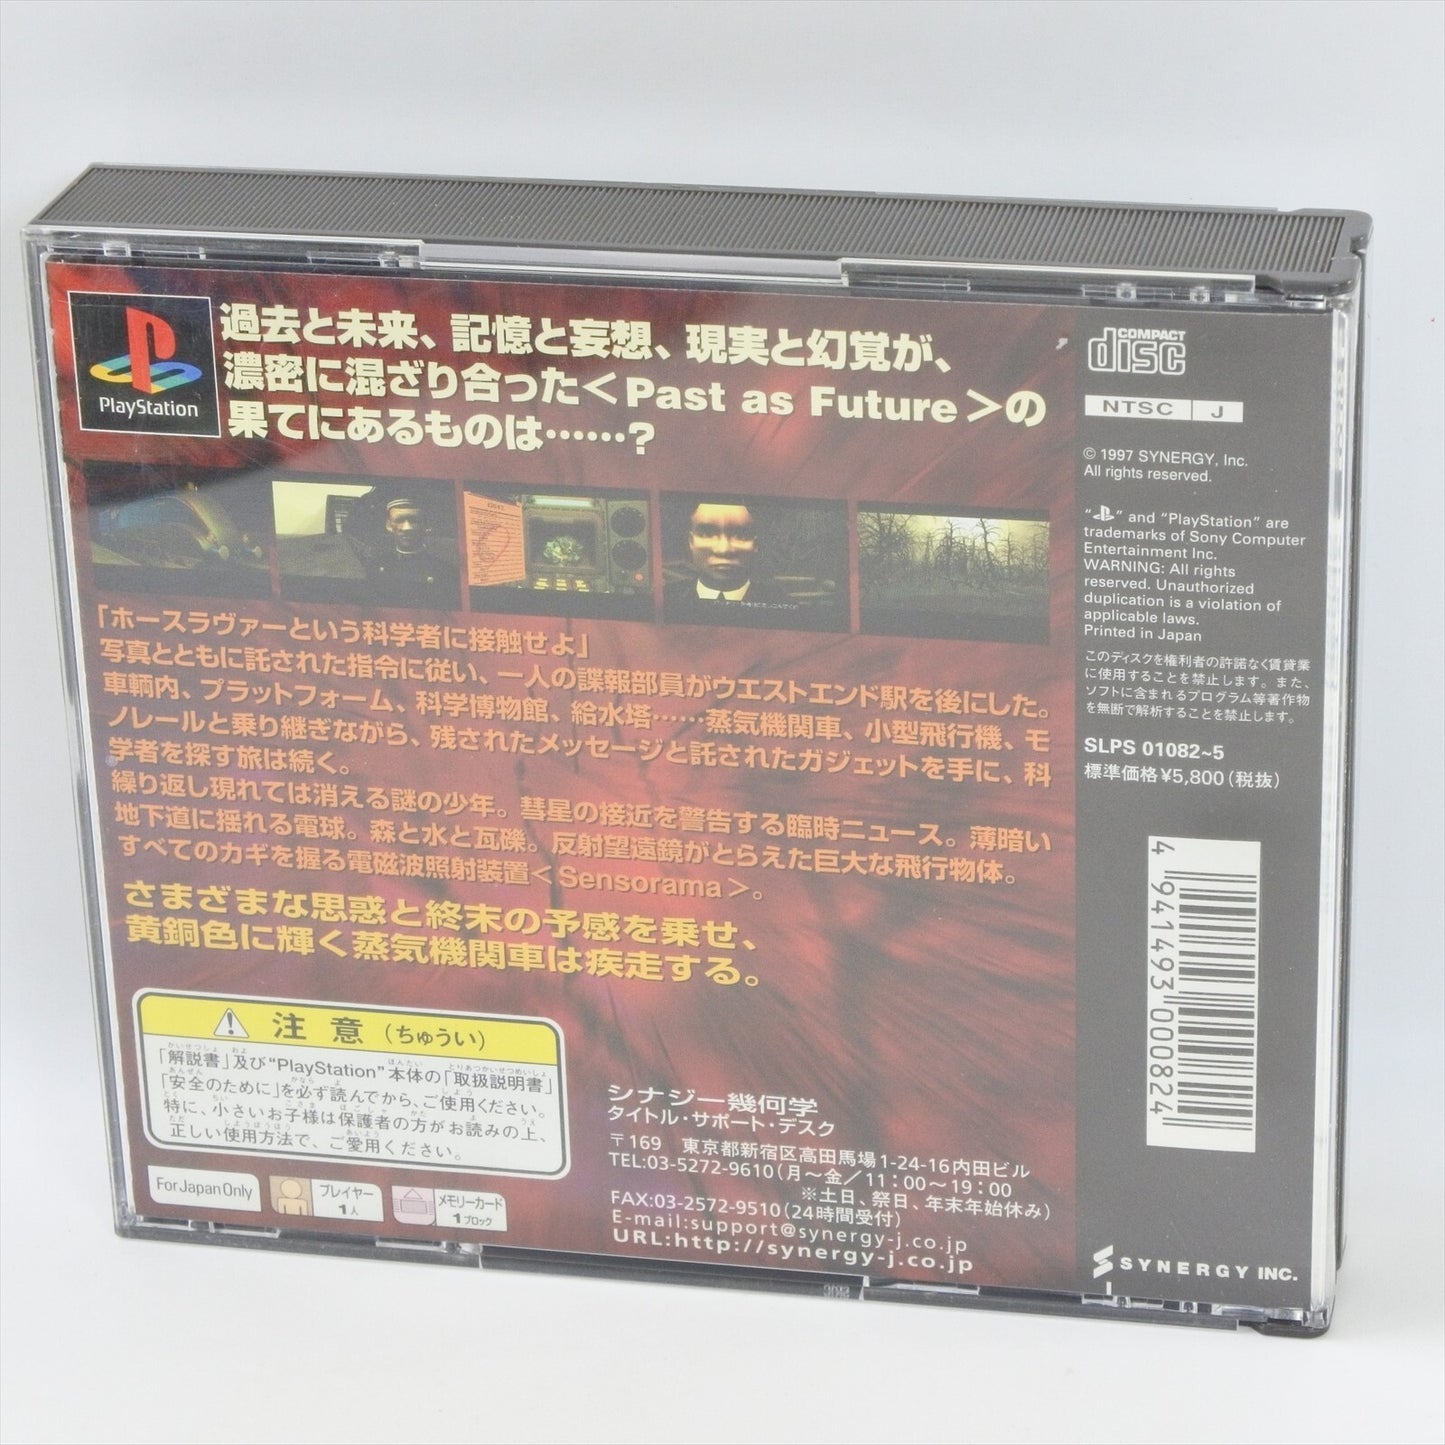 PlayStation
過去と未来、記憶と妄想、現実と幻覚が、
濃密に混ざり合った＜Past as Future＞の
果てにあるものは……？
「ホースラヴァーという科学者に接触せよ」
写真とともに託された指令に従い、一人の諜報部員がウエストエンド駅を後にした。
車輌内、プラットフォーム、科学博物館、給水塔……蒸気機関車、小型飛行機、モ
ノレールと乗り継ぎながら、残されたメッセージと託されたガジェットを手に、科
学者を探す旅は続く。
繰り返し現れては消える謎の少年。彗星の接近を警告する臨時ニュース。薄暗い
地下道に揺れる電球。森と水と瓦礫。反射望遠鏡がとらえた巨大な飛行物体。
すべてのカギを握る電磁波照射装置＜Sensorama＞。
さまざまな思惑と終末の予感を乗せ、
黄銅色に輝く蒸気機関車は疾走する。
注意（ちゅうい）
「解説書」及び“PlayStation”本体の「取扱説明書」
「安全のために」を必ず読んでから、ご使用ください。
特に、小さいお子様は保護者の方がお読みの上、
正しい使用方法で、ご愛用ください。
For Japan Only
プレイヤー
1人
メモリーカード
1ブロック
シナジー幾何学
タイトル・サポート・デスク
〒169 東京都新宿区高田馬場1-24-16内田ビル
TEL:03-5272-9610(月～金／11:00～19:00
※土日、祭日、年末年始休み)
FAX:03-2572-9510(24時間受付)
E-mail:support@synergy-j.co.jp
URL:http://synergy-j.co.jp
COMPACT
disc
NTSC J
© 1997 SYNERGY, Inc.
All rights reserved.
“PS” and “PlayStation” are
trademarks of Sony Computer
Entertainment Inc.
WARNING: All rights
reserved. Unauthorized
duplication is a violation of
applicable laws.
Printed in Japan
このディスクを権利者の許諾なく賃貸業
に使用することを禁止します。また、
ソフトに含まれるプログラム等著作物
を無断で解析することを禁止します。
SLPS 01082~5
標準価格¥5,800(税抜)
4 941493 000824
SYNERGY INC.